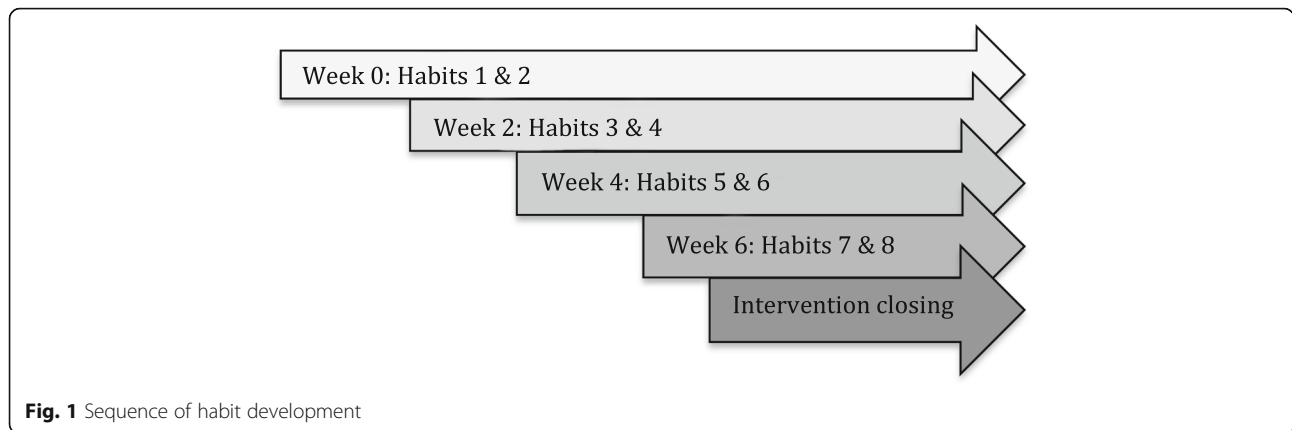 Week 0: Habits 1 & 2
Week 2: Habits 3 & 4
Week 4: Habits 5 & 6
Week 6: Habits 7 & 8
Intervention closing
Fig. 1 Sequence of habit development